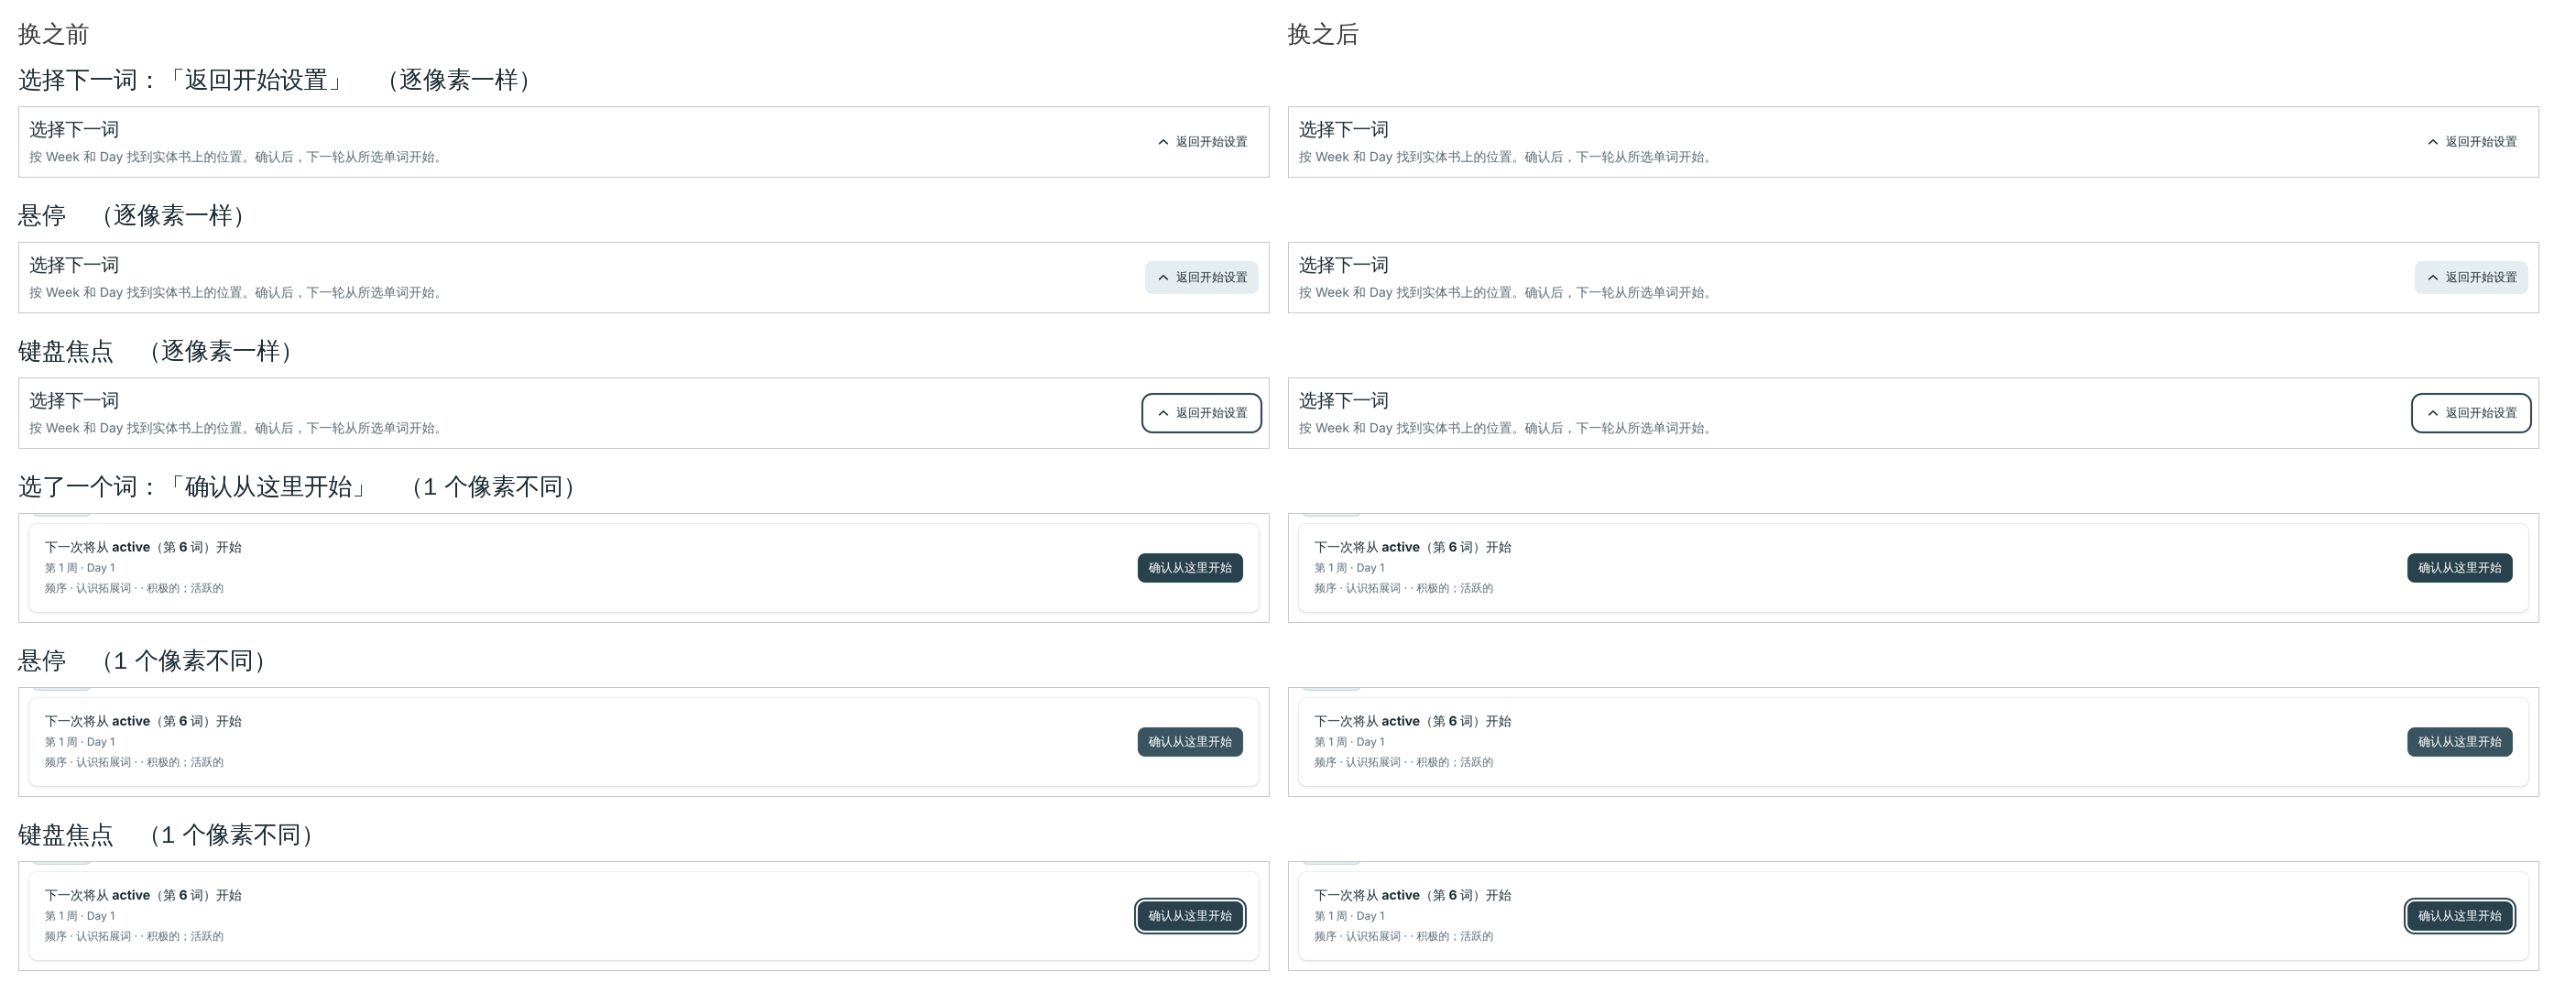 换之前
换之后
选择下一词：「返回开始设置」　（逐像素一样）
选择下一词
按 Week 和 Day 找到实体书上的位置。确认后，下一轮从所选单词开始。
返回开始设置
选择下一词
按 Week 和 Day 找到实体书上的位置。确认后，下一轮从所选单词开始。
返回开始设置
悬停　（逐像素一样）
选择下一词
按 Week 和 Day 找到实体书上的位置。确认后，下一轮从所选单词开始。
返回开始设置
选择下一词
按 Week 和 Day 找到实体书上的位置。确认后，下一轮从所选单词开始。
返回开始设置
键盘焦点　（逐像素一样）
选择下一词
按 Week 和 Day 找到实体书上的位置。确认后，下一轮从所选单词开始。
返回开始设置
选择下一词
按 Week 和 Day 找到实体书上的位置。确认后，下一轮从所选单词开始。
返回开始设置
选了一个词：「确认从这里开始」　（1 个像素不同）
下一次将从 active（第 6 词）开始
第 1 周 · Day 1
频序 · 认识拓展词 · · 积极的；活跃的
确认从这里开始
下一次将从 active（第 6 词）开始
第 1 周 · Day 1
频序 · 认识拓展词 · · 积极的；活跃的
确认从这里开始
悬停　（1 个像素不同）
下一次将从 active（第 6 词）开始
第 1 周 · Day 1
频序 · 认识拓展词 · · 积极的；活跃的
确认从这里开始
下一次将从 active（第 6 词）开始
第 1 周 · Day 1
频序 · 认识拓展词 · · 积极的；活跃的
确认从这里开始
键盘焦点　（1 个像素不同）
下一次将从 active（第 6 词）开始
第 1 周 · Day 1
频序 · 认识拓展词 · · 积极的；活跃的
确认从这里开始
下一次将从 active（第 6 词）开始
第 1 周 · Day 1
频序 · 认识拓展词 · · 积极的；活跃的
确认从这里开始